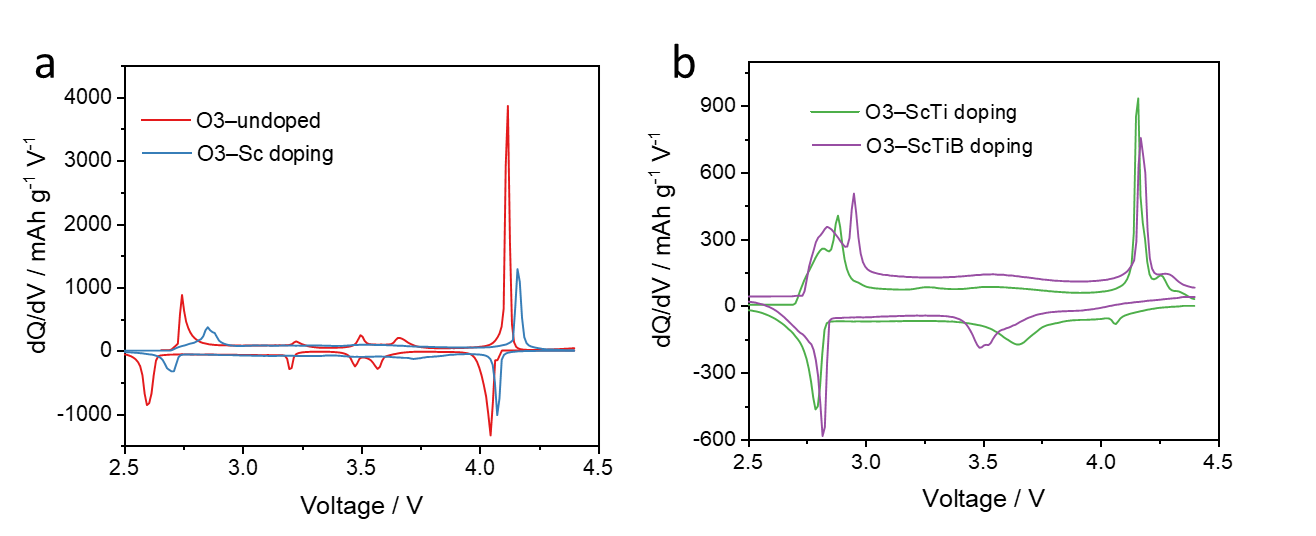 a
4000
3000
2000
1000
0
-1000
dQ/dV / mAh g⁻¹ V⁻¹
O3–undoped
O3–Sc doping
2.5 3.0 3.5 4.0 4.5
Voltage / V
b
900
600
300
0
-300
-600
dQ/dV / mAh g⁻¹ V⁻¹
O3–ScTi doping
O3–ScTiB doping
2.5 3.0 3.5 4.0 4.5
Voltage / V